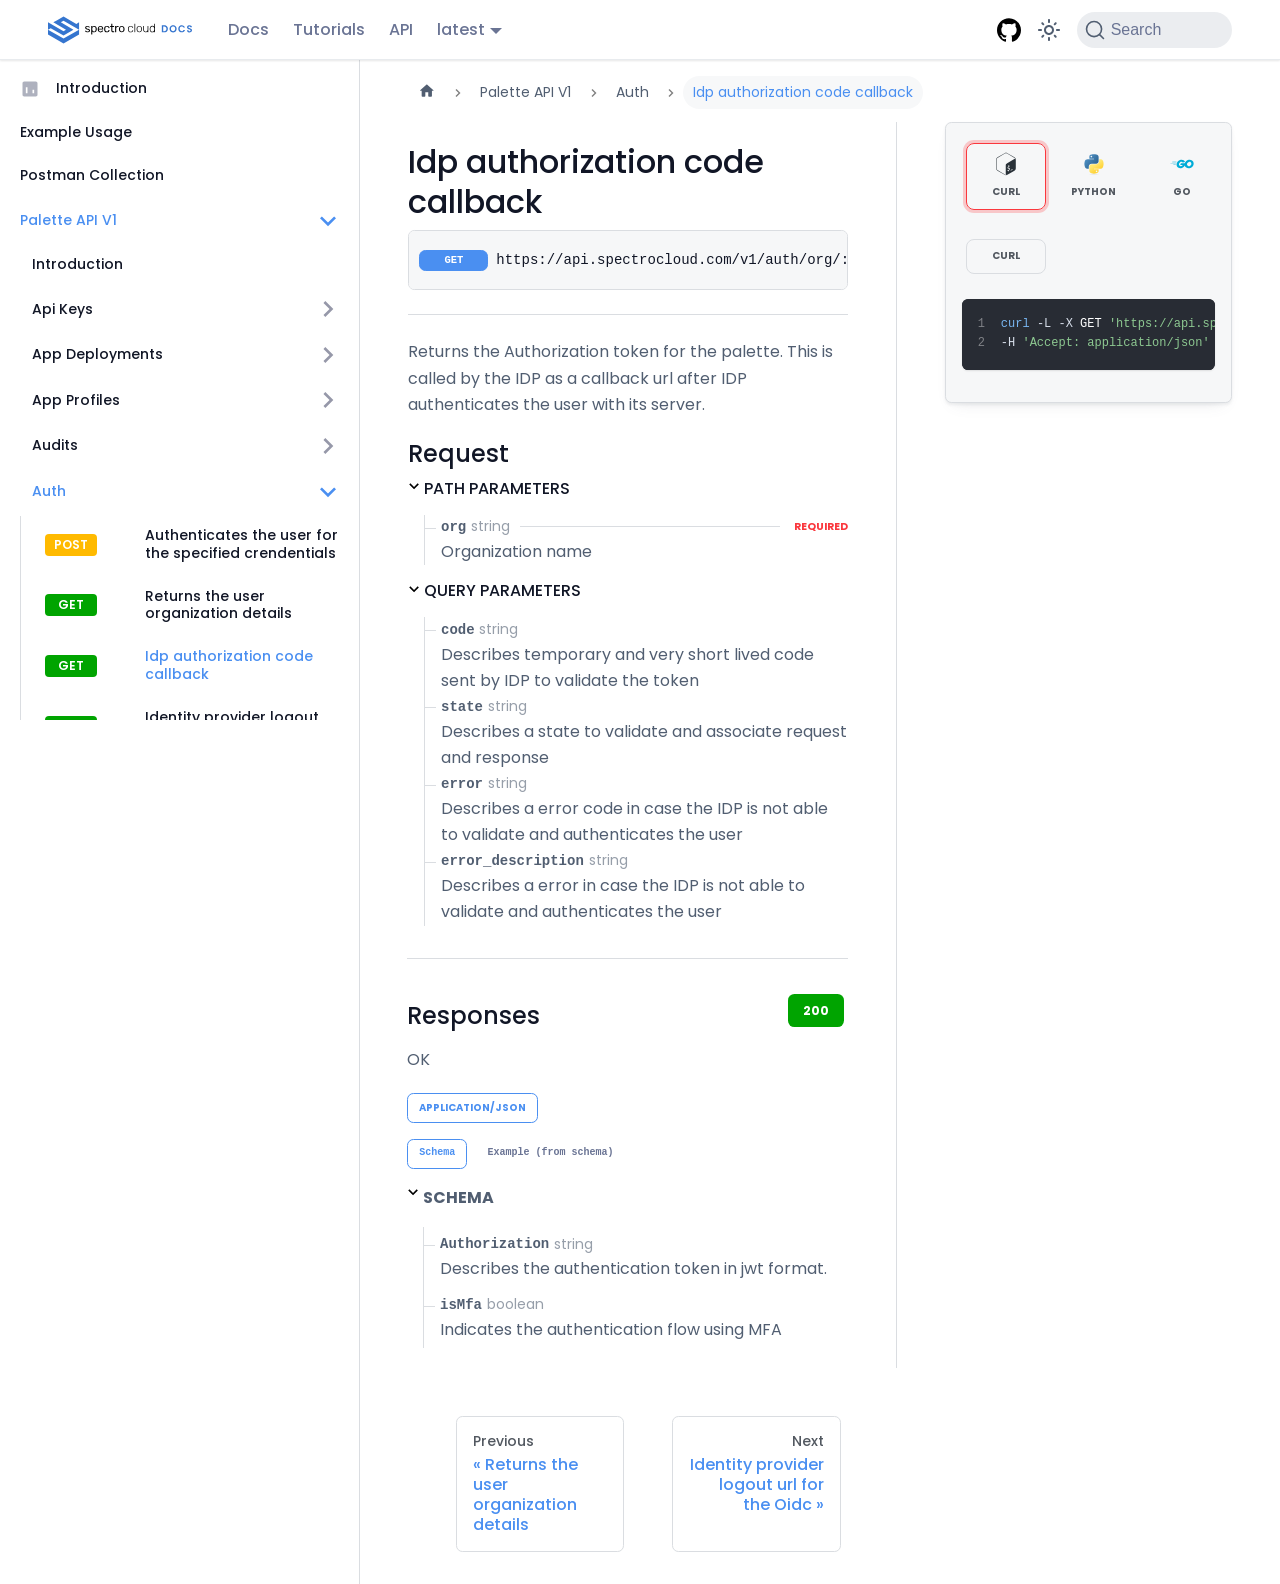 spectro cloud DOCS
Docs
Tutorials
API
latest
Search
Introduction
Example Usage
Postman Collection
Palette API V1
Introduction
Api Keys
App Deployments
App Profiles
Audits
Auth
POST
Authenticates the user for
the specified crendentials
GET
Returns the user
organization details
GET
Idp authorization code
callback
Identity provider logout
Palette API V1
Auth
Idp authorization code callback
Idp authorization code
callback
GET https://api.spectrocloud.com/v1/auth/org/:
Returns the Authorization token for the palette. This is
called by the IDP as a callback url after IDP
authenticates the user with its server.
Request
PATH PARAMETERS
org string REQUIRED
Organization name
QUERY PARAMETERS
code string
Describes temporary and very short lived code
sent by IDP to validate the token
state string
Describes a state to validate and associate request
and response
error string
Describes a error code in case the IDP is not able
to validate and authenticates the user
error_description string
Describes a error in case the IDP is not able to
validate and authenticates the user
Responses
200
OK
APPLICATION/JSON
Schema
Example (from schema)
SCHEMA
Authorization string
Describes the authentication token in jwt format.
isMfa boolean
Indicates the authentication flow using MFA
Previous
« Returns the
user
organization
details
Next
Identity provider
logout url for
the Oidc »
CURL
PYTHON
GO
CURL
1 curl -L -X GET 'https://api.sp
2 -H 'Accept: application/json'